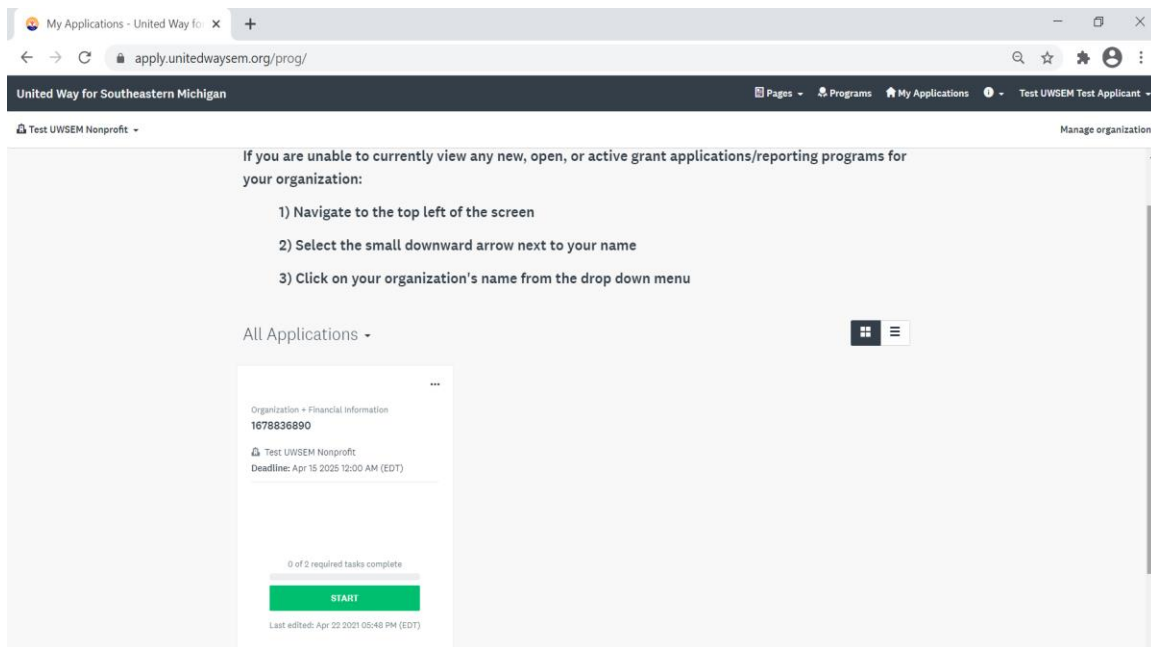 My Applications - United Way fo
apply.unitedwaysem.org/prog/
United Way for Southeastern Michigan
Pages
Programs
My Applications
Test UWSEM Test Applicant
Test UWSEM Nonprofit
Manage organization
If you are unable to currently view any new, open, or active grant applications/reporting programs for
your organization:
1) Navigate to the top left of the screen
2) Select the small downward arrow next to your name
3) Click on your organization's name from the drop down menu
All Applications
Organization + Financial Information
1678836890
Test UWSEM Nonprofit
Deadline: Apr 15 2025 12:00 AM (EDT)
0 of 2 required tasks complete
START
Last edited: Apr 22 2021 05:48 PM (EDT)